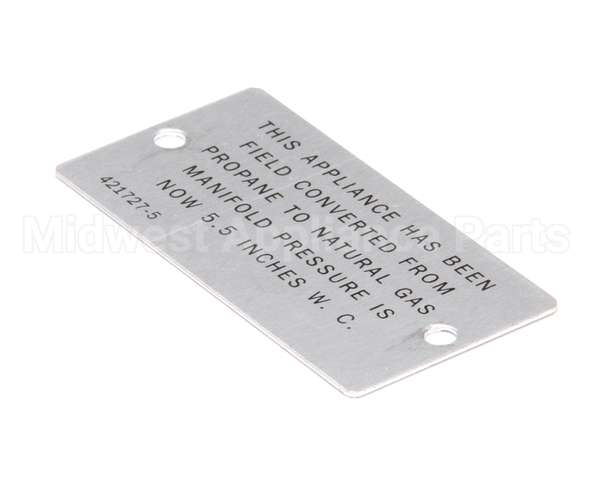 THIS APPLIANCE HAS BEEN
FIELD CONVERTED FROM
PROPANE TO NATURAL GAS
MANIFOLD PRESSURE IS
NOW 5.5 INCHES W. C.
421727-5
Midwest Appliance Parts